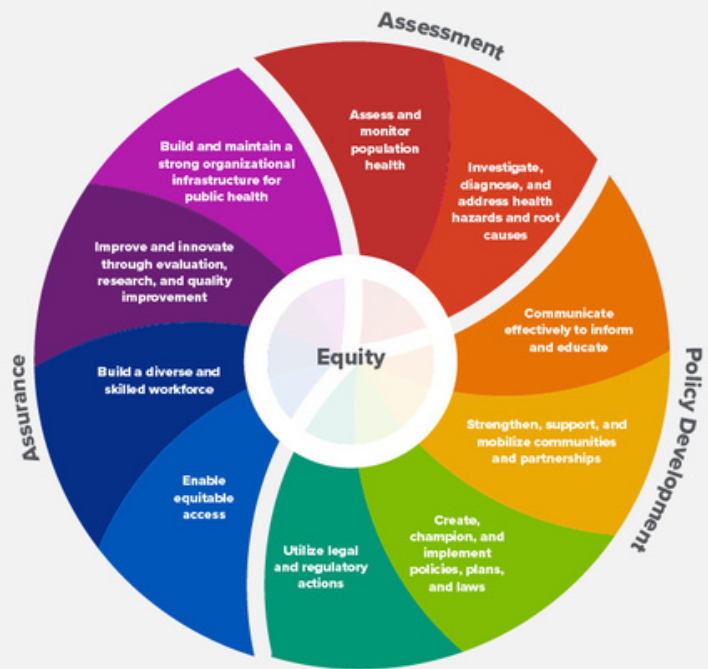 Assessment
Assess and
monitor
population
health
Investigate,
diagnose, and
address health
hazards and root
causes
Policy Development
Communicate
effectively to inform
and educate
Strengthen, support, and
mobilize communities
and partnerships
Create,
champion, and
implement
policies, plans,
and laws
Utilize legal
and regulatory
actions
Assurance
Enable
equitable
access
Build a diverse and
skilled workforce
Improve and innovate
through evaluation,
research, and quality
improvement
Build and maintain a
strong organizational
infrastructure for
public health
Equity